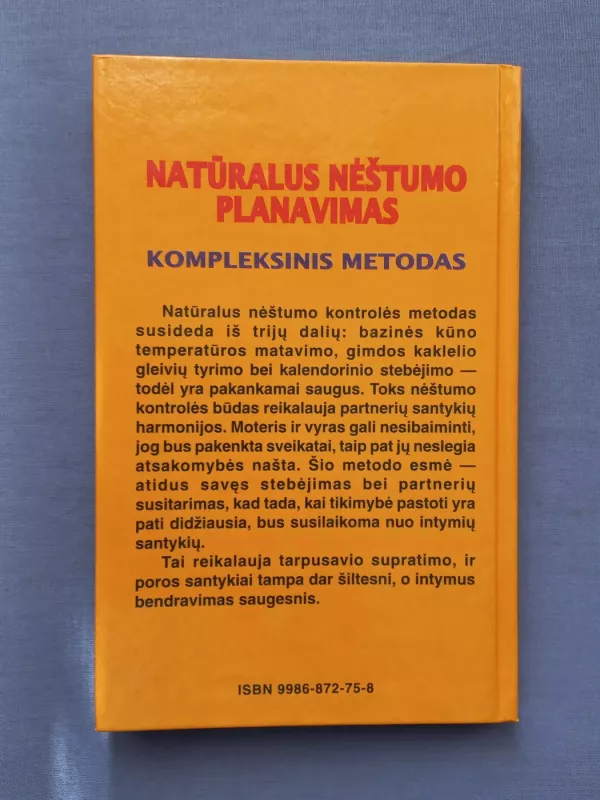 NATŪRALUS NĖŠTUMO
PLANAVIMAS
KOMPLEKSINIS METODAS
Natūralus nėštumo kontrolės metodas
susideda iš trijų dalių: bazinės kūno
temperatūros matavimo, gimdos kaklelio
gleivių tyrimo bei kalendorinio stebėjimo —
todėl yra pakankamai saugus. Toks nėštumo
kontrolės būdas reikalauja partnerių santykių
harmonijos. Moteris ir vyras gali nesibaiminti,
jog bus pakenkta sveikatai, taip pat jų neslegia
atsakomybės našta. Šio metodo esmė —
atidus savęs stebėjimas bei partnerių
susitarimas, kad tada, kai tikimybė pastoti yra
pati didžiausia, bus susilaikoma nuo intymių
santykių.
Tai reikalauja tarpusavio supratimo, ir
poros santykiai tampa dar šiltesni, o intymus
bendravimas saugesnis.
ISBN 9986-872-75-8